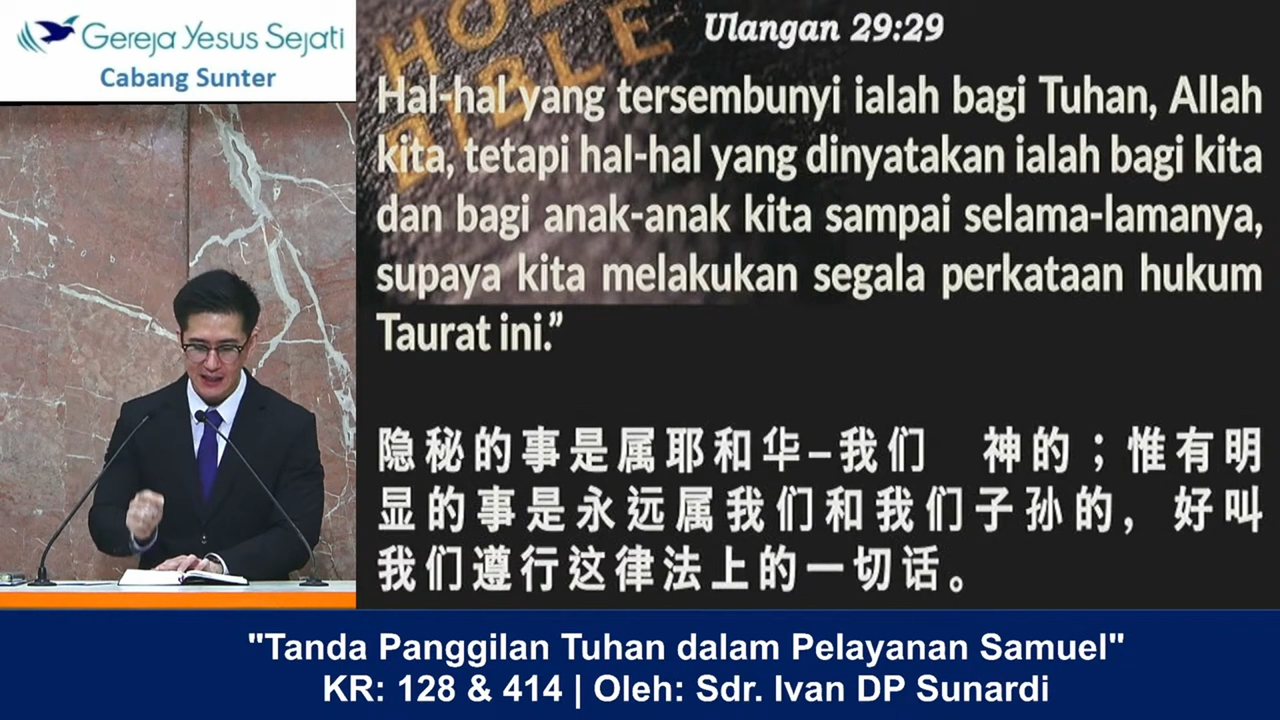 Gereja Yesus Sejati
Cabang Sunter
HOLY
BIBLE
Ulangan 29:29
Hal-hal yang tersembunyi ialah bagi Tuhan, Allah
kita, tetapi hal-hal yang dinyatakan ialah bagi kita
dan bagi anak-anak kita sampai selama-lamanya,
supaya kita melakukan segala perkataan hukum
Taurat ini.”
隐秘的事是属耶和华–我们　神的；惟有明
显的事是永远属我们和我们子孙的，好叫
我们遵行这律法上的一切话。
"Tanda Panggilan Tuhan dalam Pelayanan Samuel"
KR: 128 & 414 | Oleh: Sdr. Ivan DP Sunardi